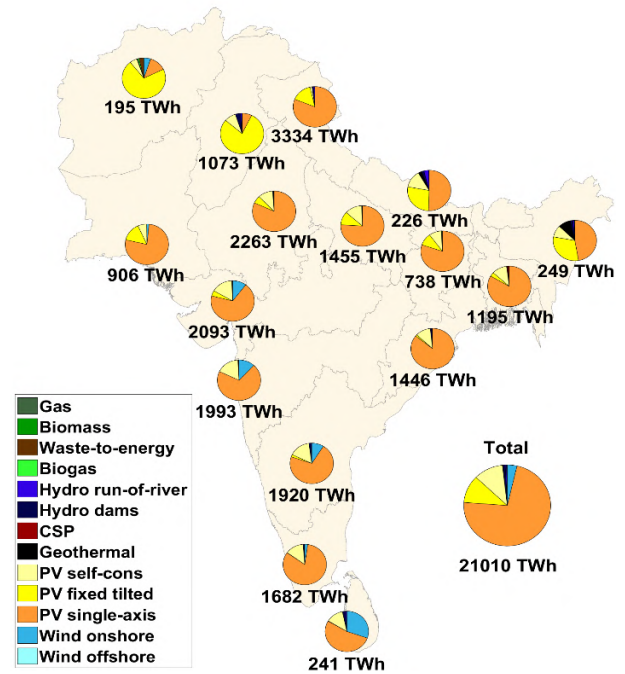 195 TWh
3334 TWh
1073 TWh
226 TWh
2263 TWh
1455 TWh
906 TWh
738 TWh
249 TWh
1195 TWh
2093 TWh
1446 TWh
1993 TWh
Gas
Biomass
Waste-to-energy
Biogas
Hydro run-of-river
Hydro dams
CSP
Geothermal
PV self-cons
PV fixed tilted
PV single-axis
Wind onshore
Wind offshore
1920 TWh
Total
21010 TWh
1682 TWh
241 TWh